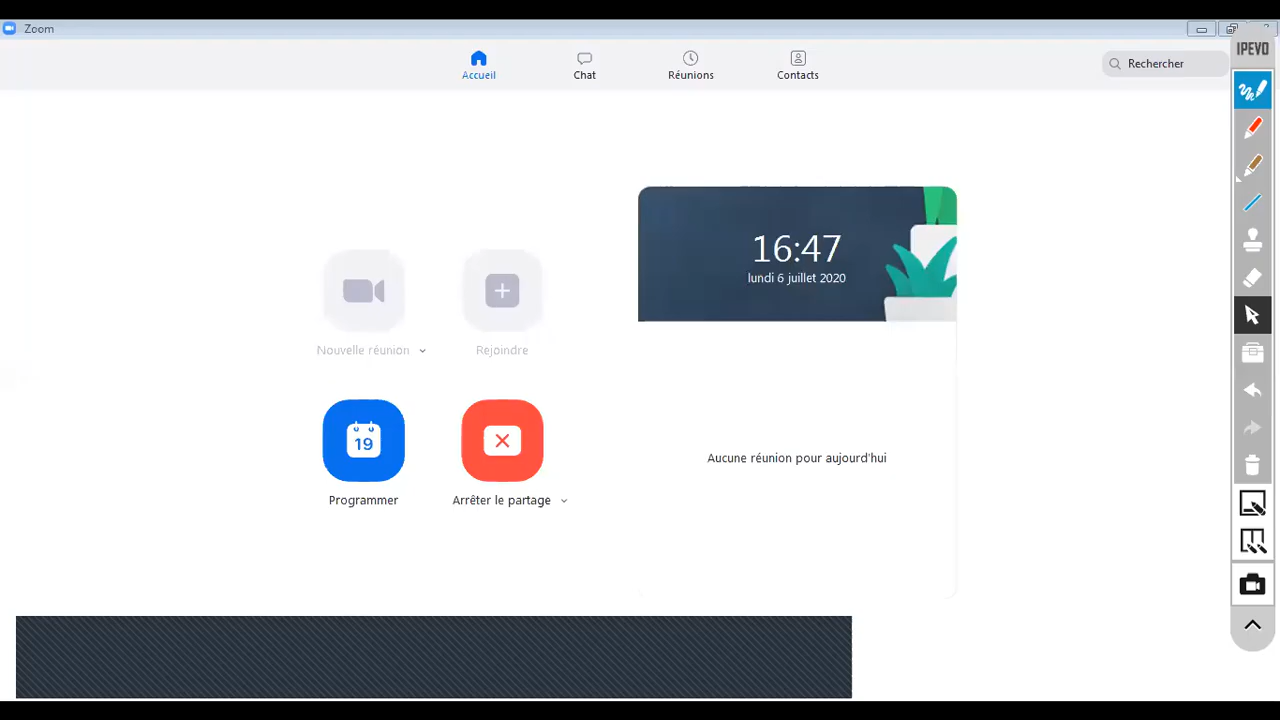 Zoom
Accueil
Chat
Réunions
Contacts
Rechercher
IPEVO
16:47
lundi 6 juillet 2020
Nouvelle réunion
Rejoindre
19
Programmer
Arrêter le partage
Aucune réunion pour aujourd'hui